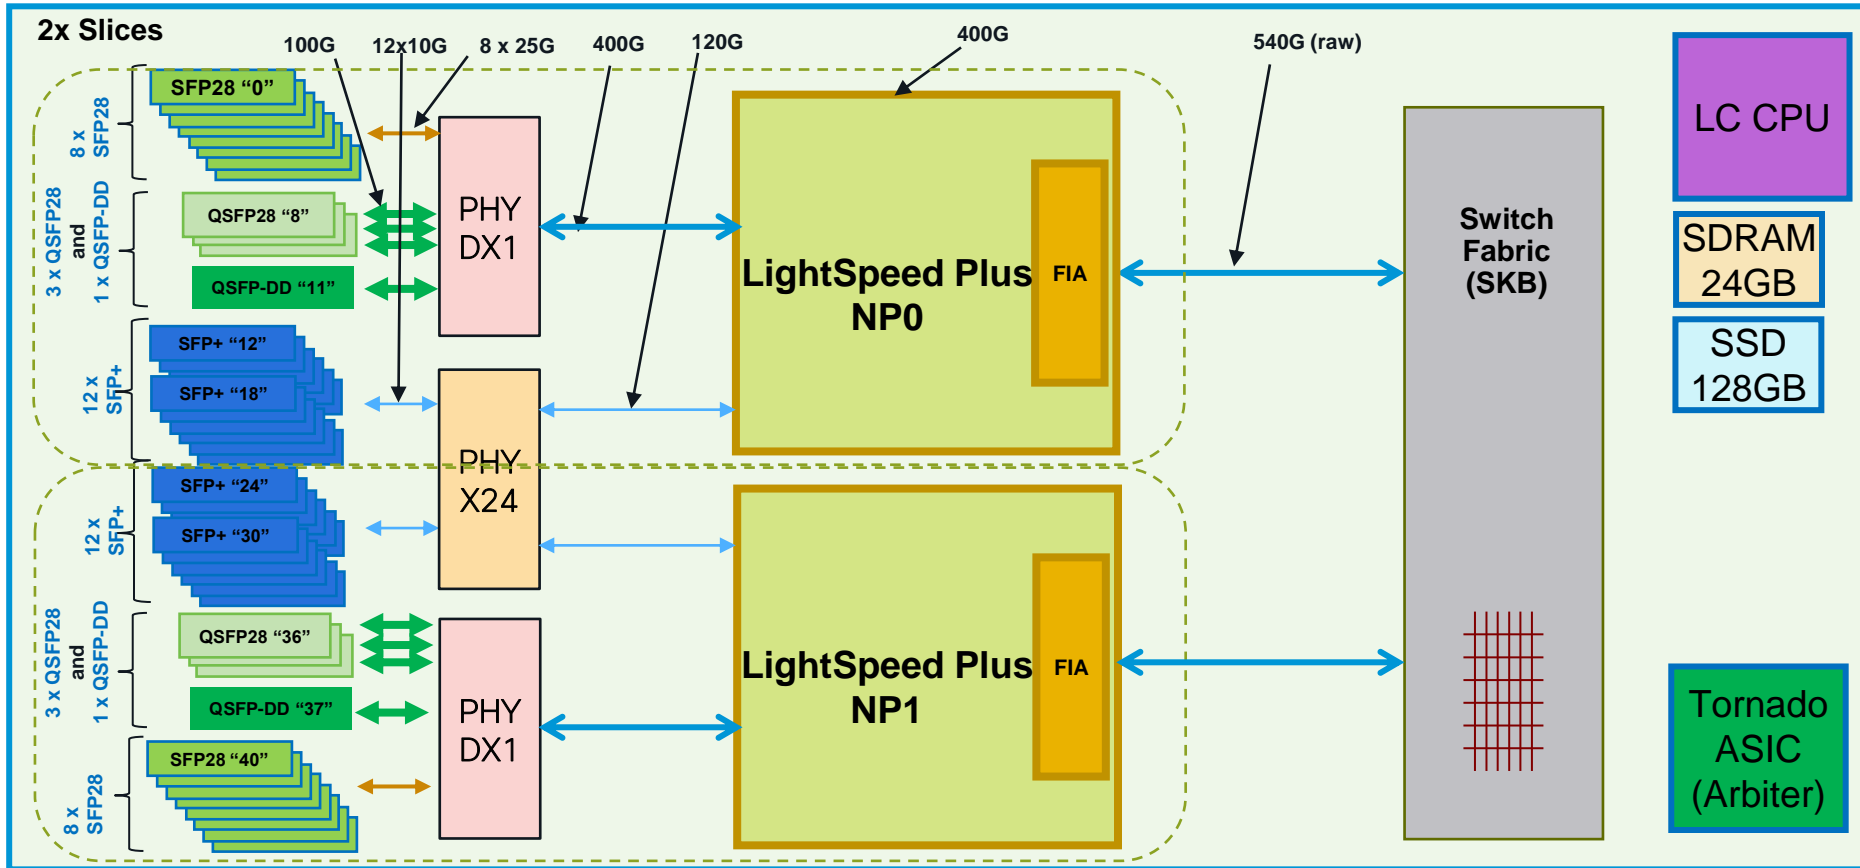 2x Slices
100G
12x10G
8 x 25G
400G
120G
400G
540G (raw)
8 x
SFP28
SFP28 “0”
3 x QSFP28
and
1 x QSFP-DD
QSFP28 “8”
QSFP-DD “11”
12 x
SFP+
SFP+ “12”
SFP+ “18”
PHY
DX1
PHY
X24
LightSpeed Plus
NP0
FIA
12 x
SFP+
SFP+ “24”
SFP+ “30”
3 x QSFP28
and
1 x QSFP-DD
QSFP28 “36”
QSFP-DD “37”
8 x
SFP28
SFP28 “40”
PHY
DX1
LightSpeed Plus
NP1
FIA
Switch
Fabric
(SKB)
LC CPU
SDRAM
24GB
SSD
128GB
Tornado
ASIC
(Arbiter)